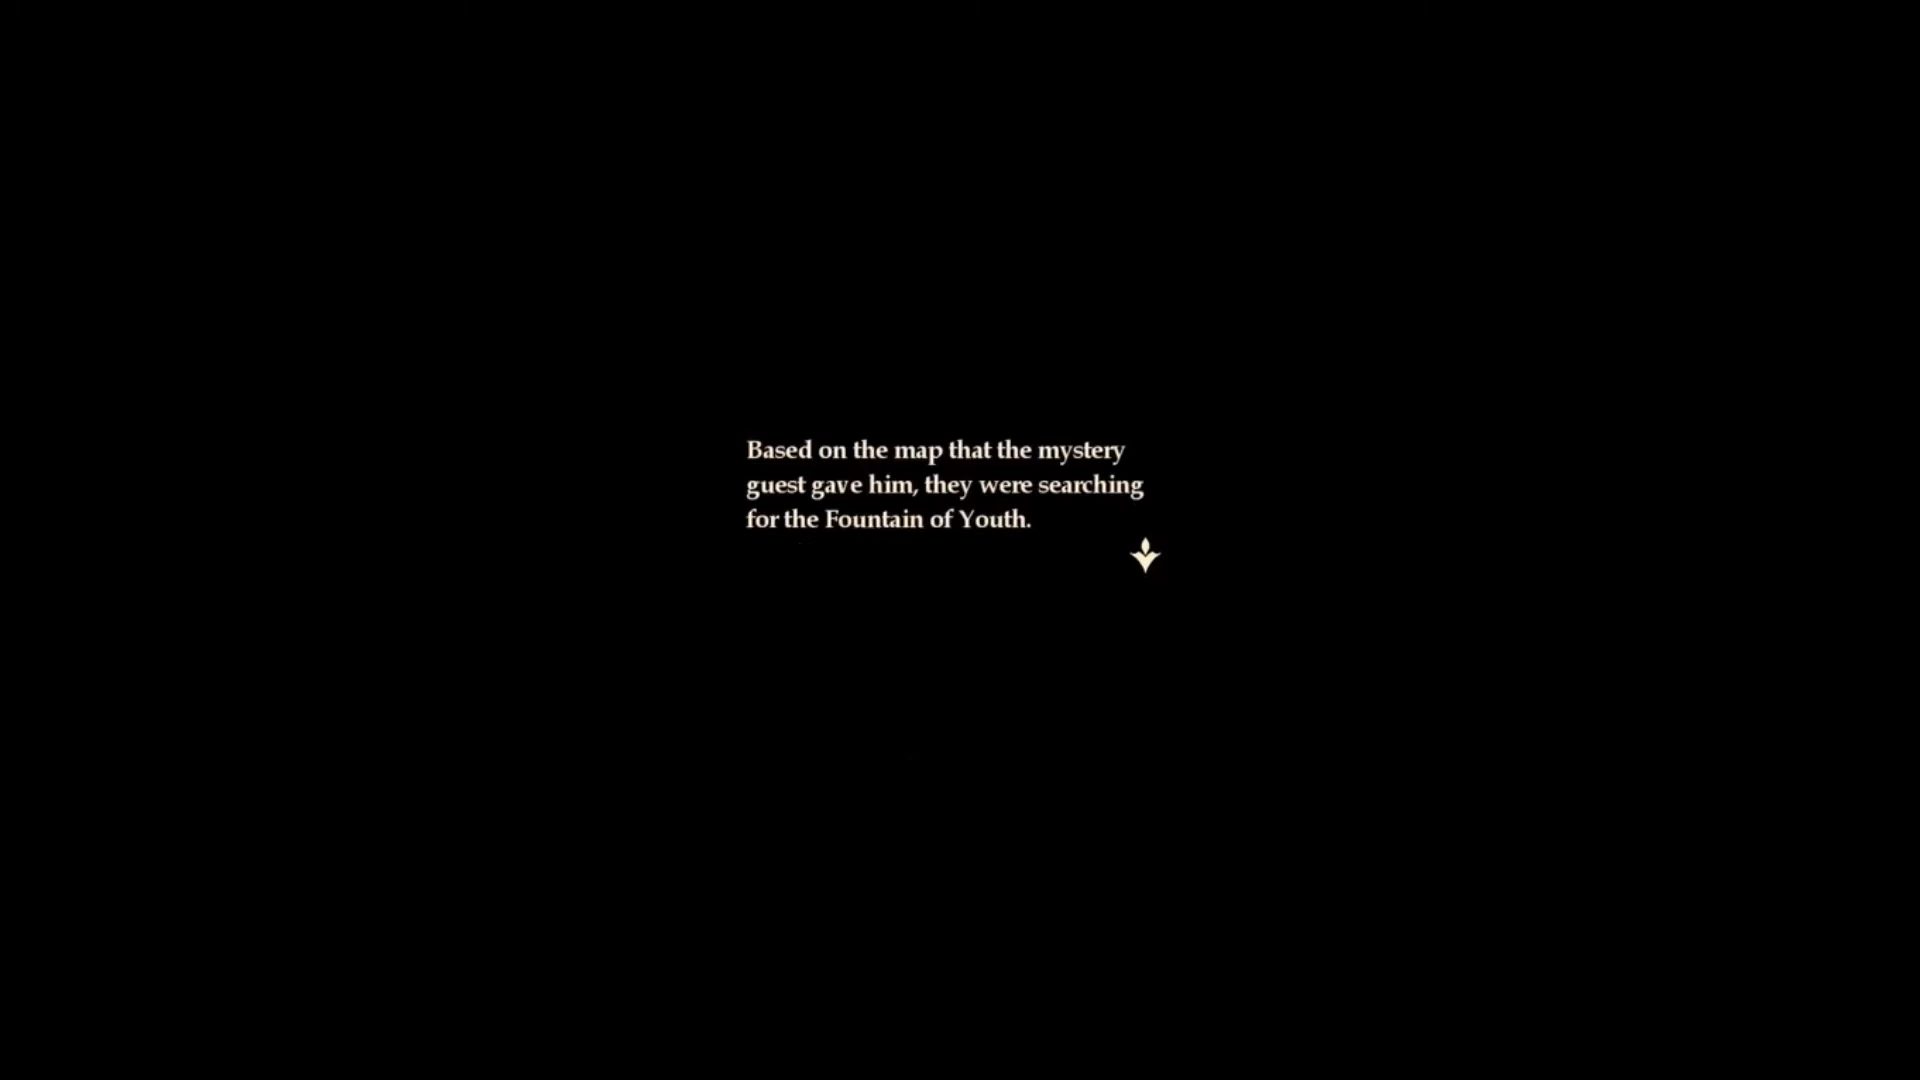 Based on the map that the mystery
guest gave him, they were searching
for the Fountain of Youth.